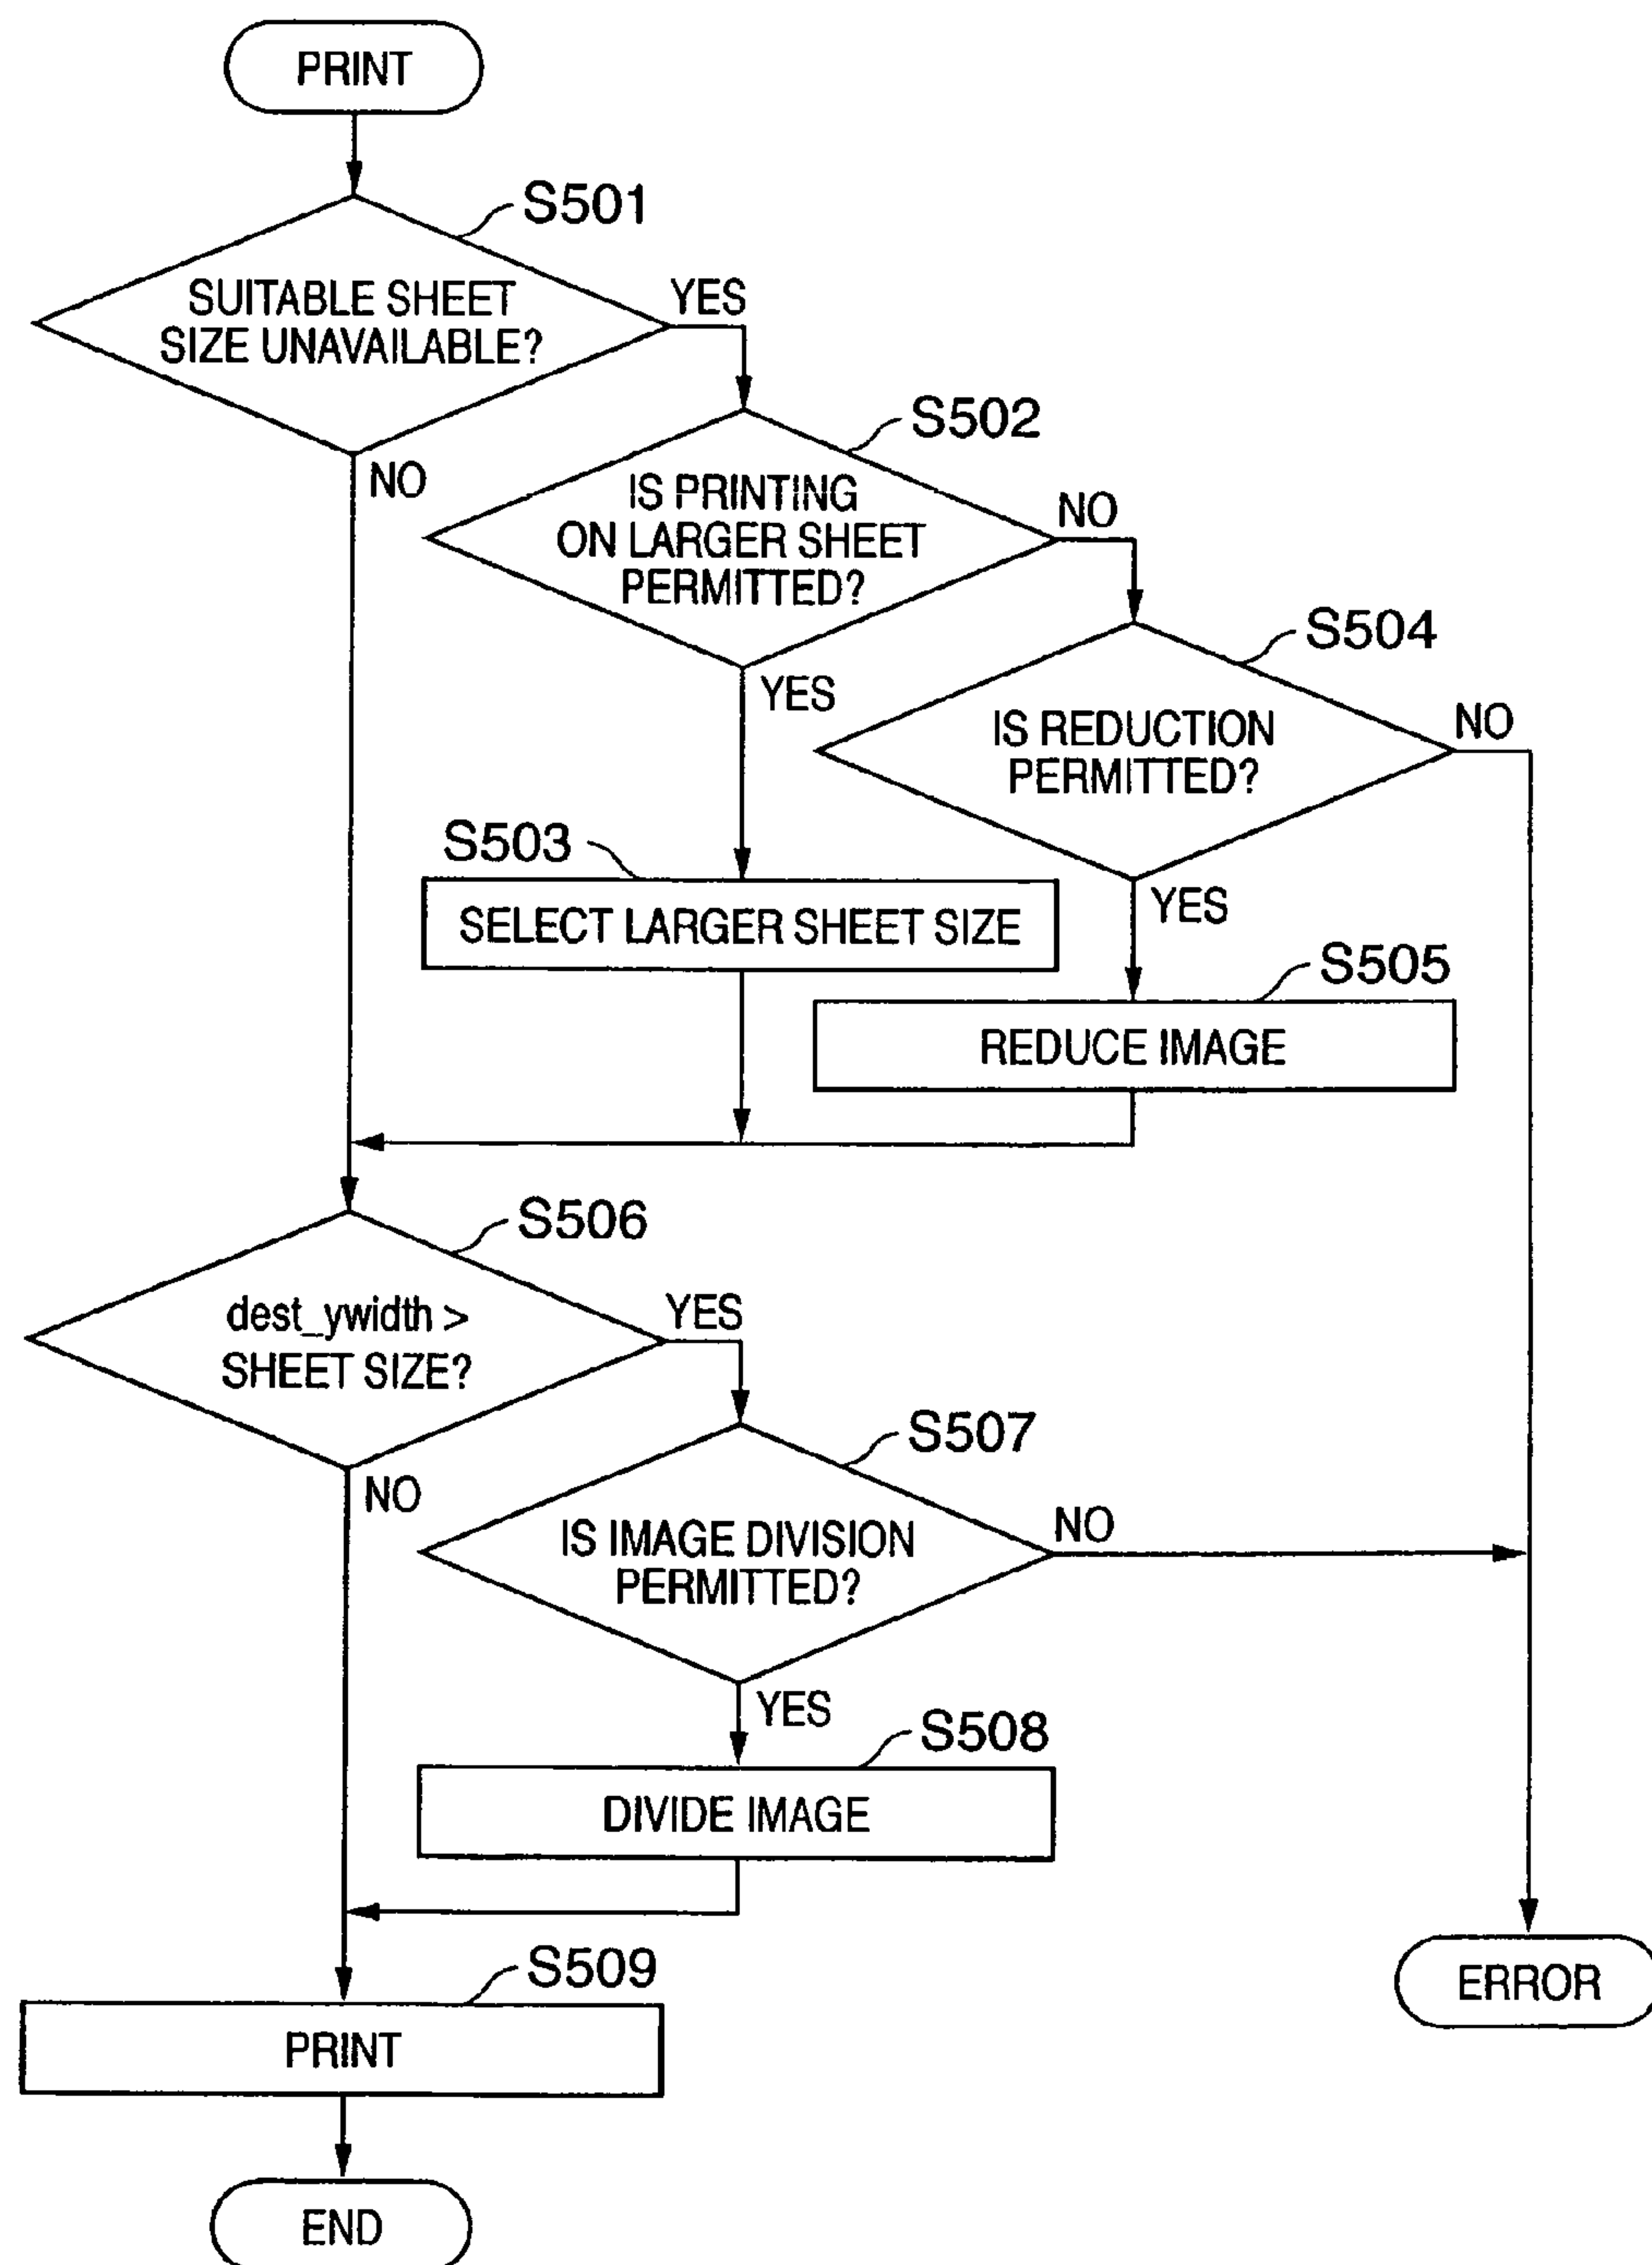 PRINT
S501
SUITABLE SHEET
SIZE UNAVAILABLE?
YES
NO
S502
IS PRINTING
ON LARGER SHEET
PERMITTED?
NO
YES
S504
IS REDUCTION
PERMITTED?
NO
YES
S503
SELECT LARGER SHEET SIZE
S505
REDUCE IMAGE
S506
dest_ywidth >
SHEET SIZE?
YES
NO
S507
IS IMAGE DIVISION
PERMITTED?
NO
YES
S508
DIVIDE IMAGE
S509
PRINT
ERROR
END